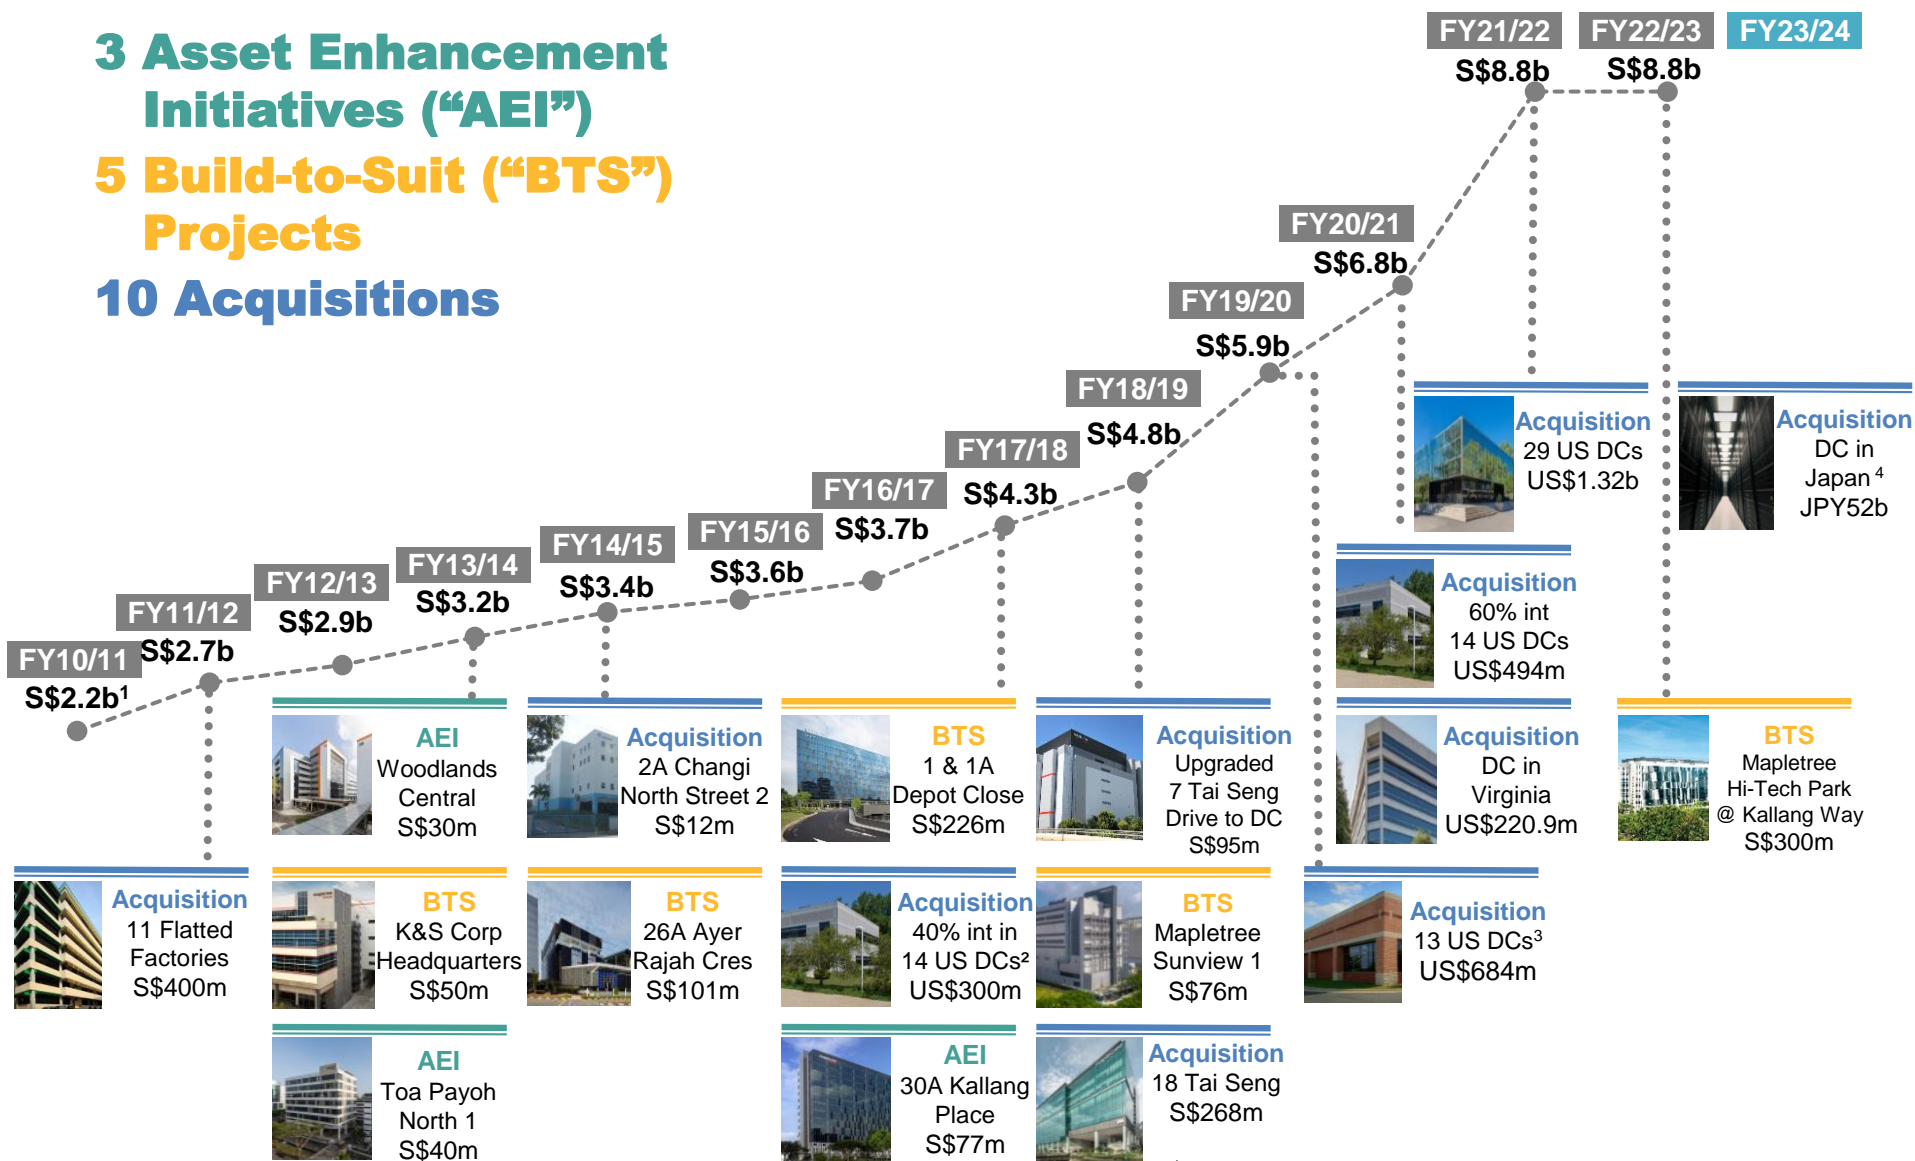 3 Asset Enhancement
Initiatives (“AEI”)
5 Build-to-Suit (“BTS”)
Projects
10 Acquisitions
FY10/11
S$2.2b¹
FY11/12
S$2.7b
FY12/13
S$2.9b
FY13/14
S$3.2b
FY14/15
S$3.4b
FY15/16
S$3.6b
FY16/17
S$3.7b
FY17/18
S$4.3b
FY18/19
S$4.8b
FY19/20
S$5.9b
FY20/21
S$6.8b
FY21/22
S$8.8b
FY22/23
S$8.8b
FY23/24
Acquisition
11 Flatted
Factories
S$400m
AEI
Woodlands
Central
S$30m
BTS
K&S Corp
Headquarters
S$50m
AEI
Toa Payoh
North 1
S$40m
Acquisition
2A Changi
North Street 2
S$12m
BTS
26A Ayer
Rajah Cres
S$101m
BTS
1 & 1A
Depot Close
S$226m
Acquisition
40% int in
14 US DCs²
US$300m
AEI
30A Kallang
Place
S$77m
Acquisition
Upgraded
7 Tai Seng
Drive to DC
S$95m
BTS
Mapletree
Sunview 1
S$76m
Acquisition
18 Tai Seng
S$268m
Acquisition
13 US DCs³
US$684m
Acquisition
DC in
Virginia
US$220.9m
Acquisition
60% int
14 US DCs
US$494m
Acquisition
29 US DCs
US$1.32b
BTS
Mapletree
Hi-Tech Park
@ Kallang Way
S$300m
Acquisition
DC in
Japan ⁴
JPY52b